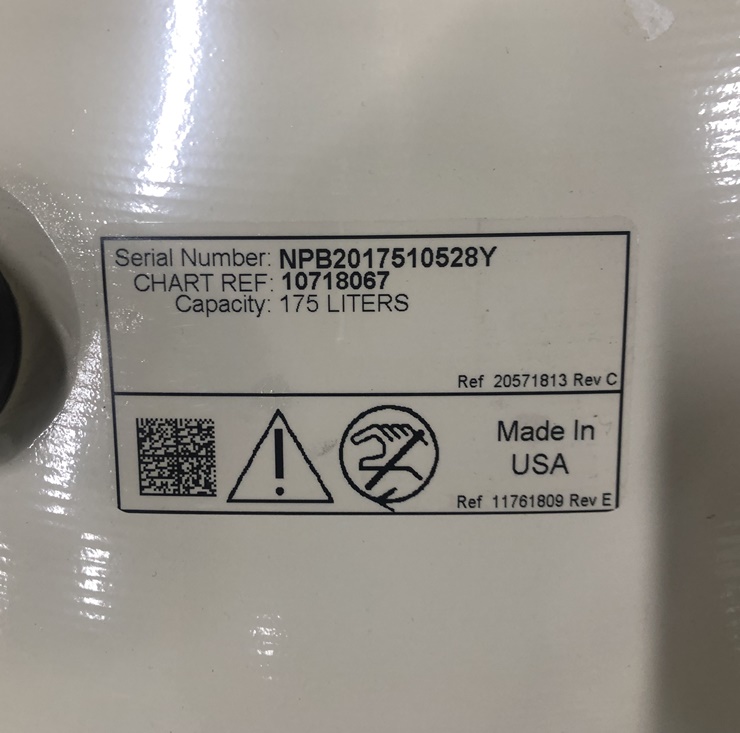 Serial Number: NPB2017510528Y
CHART REF: 10718067
Capacity: 175 LITERS
Ref 20571813 Rev C
Made In
USA
Ref 11761809 Rev E